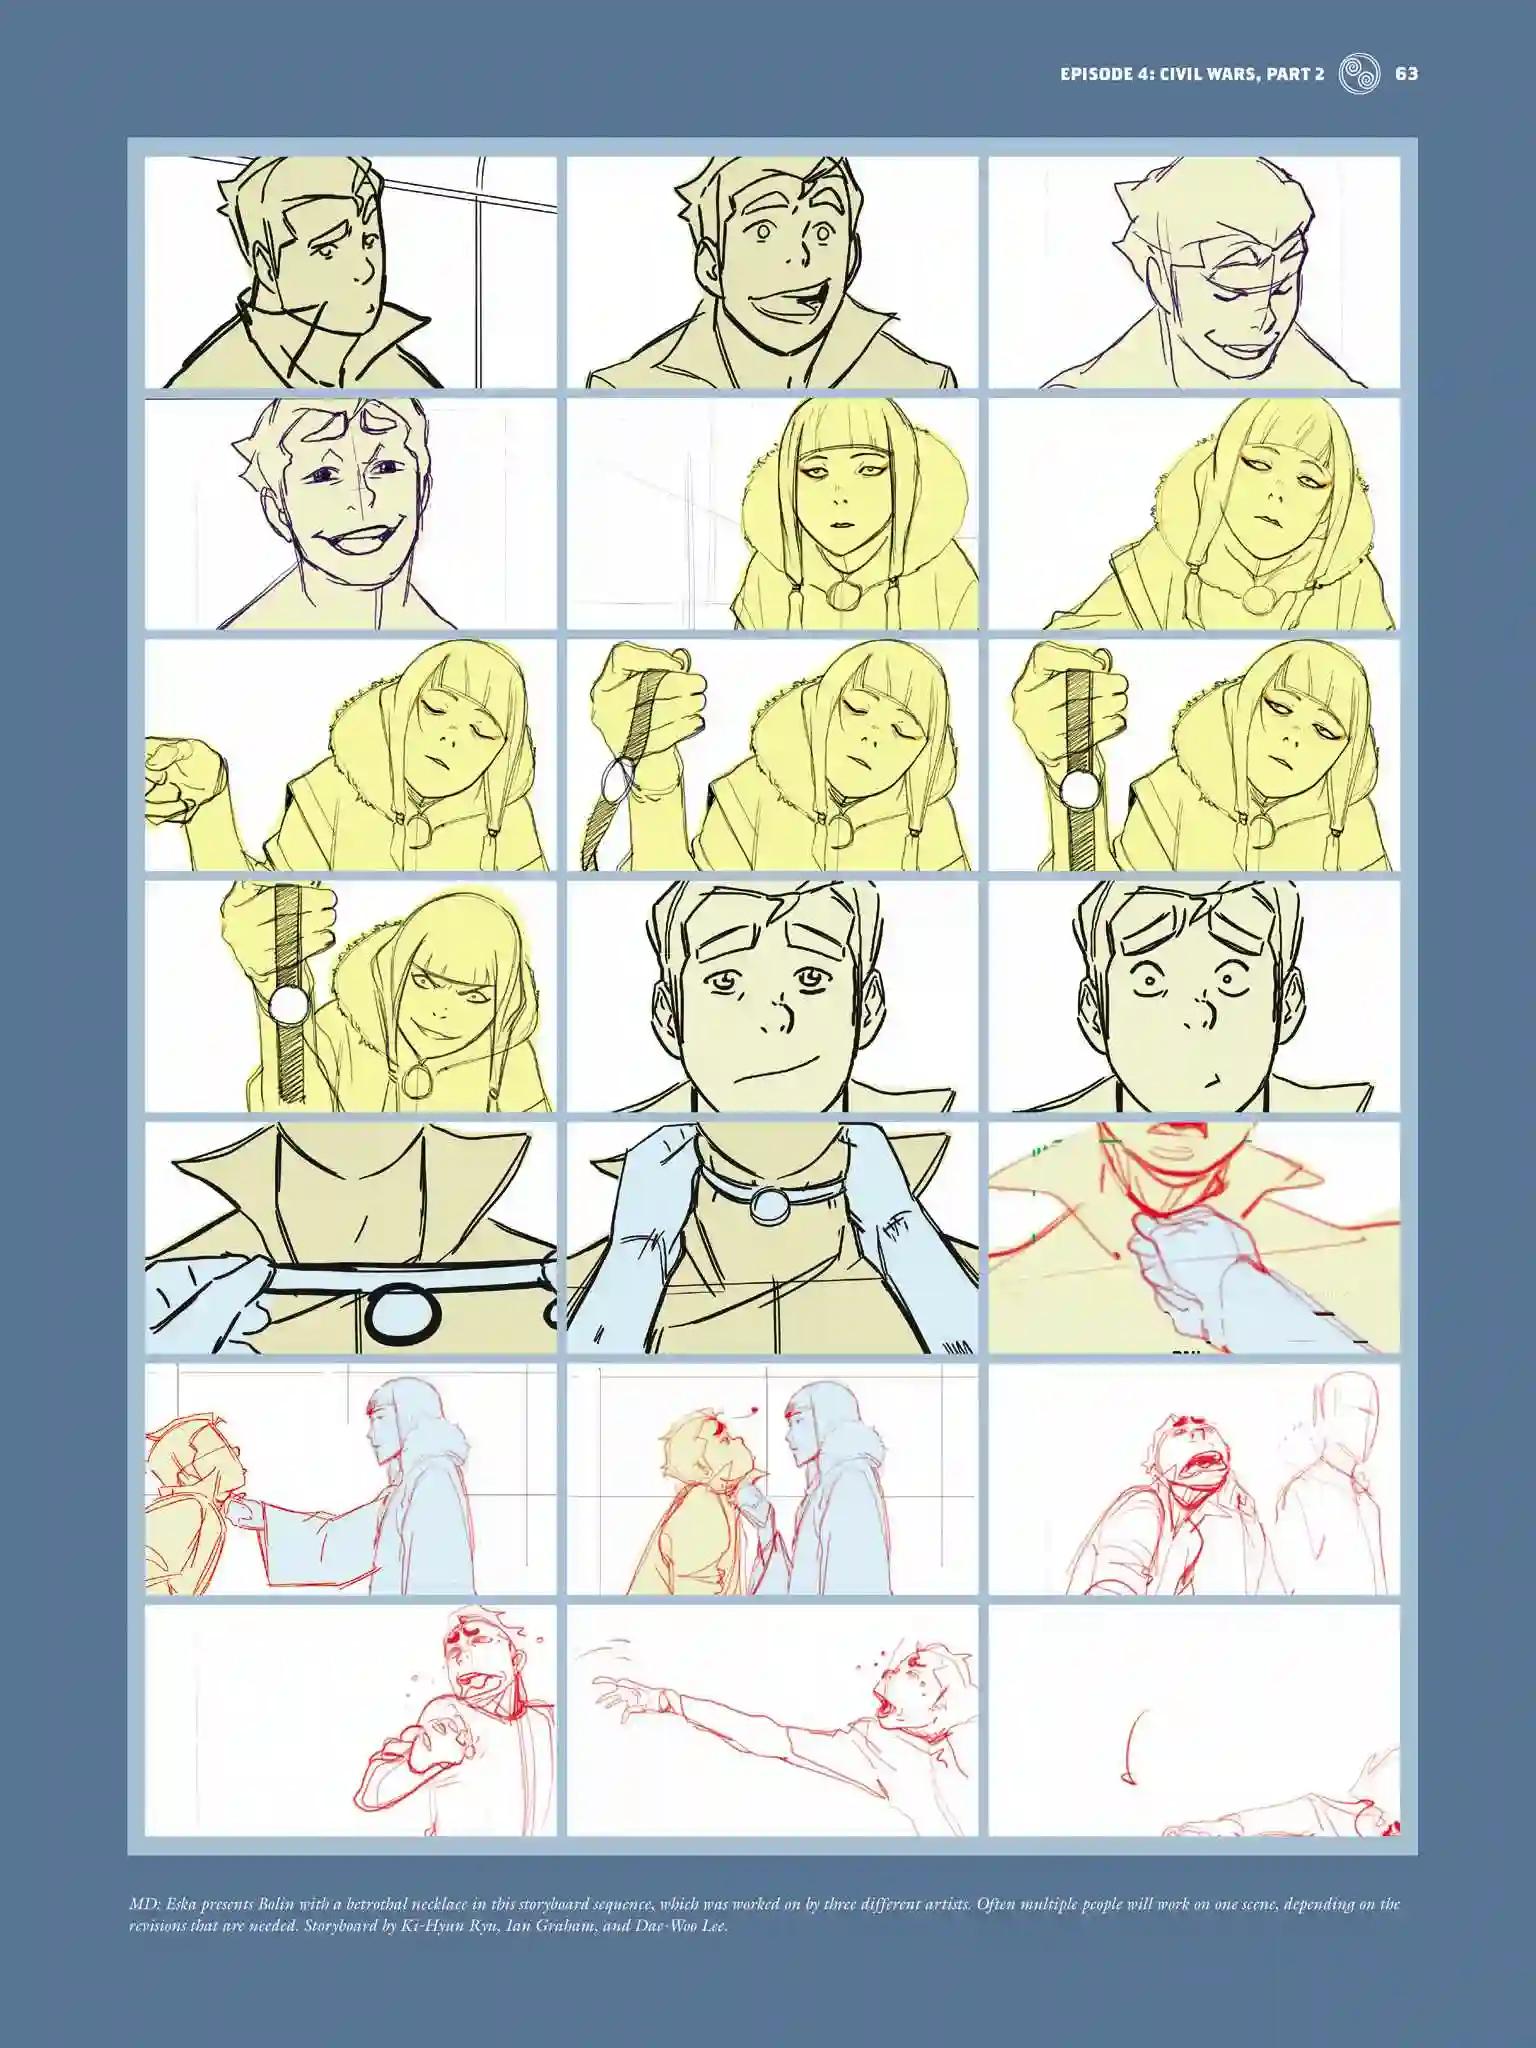 EPISODE 4: CIVIL WARS, PART 2 63
MD: Eska presents Bolin with a betrothal necklace in this storyboard sequence, which was worked on by three different artists. Often multiple people will work on one scene, depending on the
revisions that are needed. Storyboard by Ki-Hyun Ryu, Ian Graham, and Dae-Woo Lee.